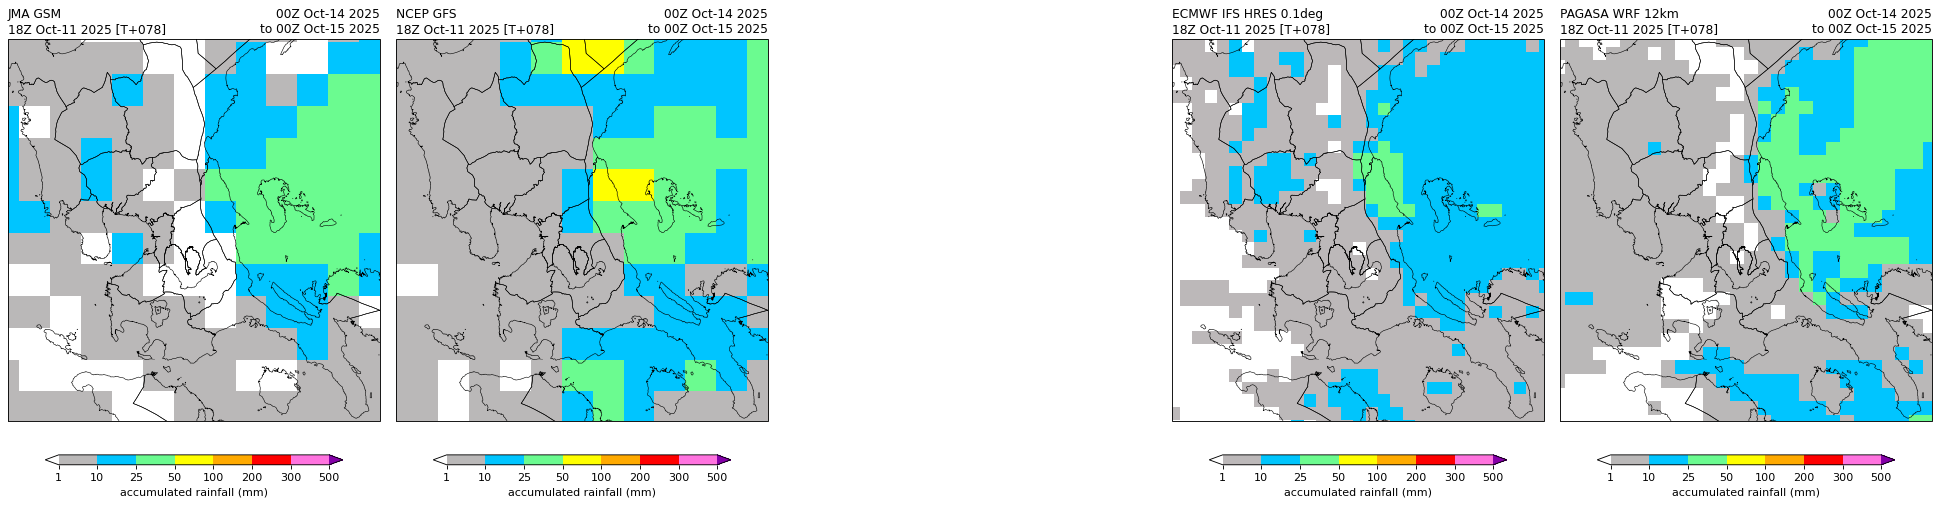 JMA GSM
00Z Oct-14 2025
18Z Oct-11 2025 [T+078]
to 00Z Oct-15 2025
NCEP GFS
00Z Oct-14 2025
18Z Oct-11 2025 [T+078]
to 00Z Oct-15 2025
ECMWF IFS HRES 0.1deg
00Z Oct-14 2025
18Z Oct-11 2025 [T+078]
to 00Z Oct-15 2025
PAGASA WRF 12km
00Z Oct-14 2025
18Z Oct-11 2025 [T+078]
to 00Z Oct-15 2025
1 10 25 50 100 200 300 500
accumulated rainfall (mm)
1 10 25 50 100 200 300 500
accumulated rainfall (mm)
1 10 25 50 100 200 300 500
accumulated rainfall (mm)
1 10 25 50 100 200 300 500
accumulated rainfall (mm)